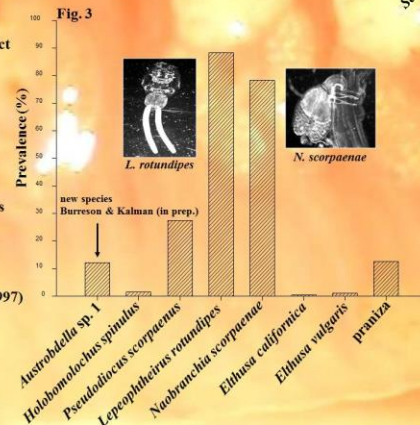 Fig. 3
ct
s
997)
Prevalence (%)
100
90
80
70
60
50
40
30
20
10
0
L. rotundipes
N. scorpaenae
new species
Burreson & Kalman (in prep.)
Austrobdella sp. 1
Holobomolochus spinulus
Pseudodiocus scorpaenus
Lepeophtheirus rotundipes
Naobranchia scorpaenae
Elthusa californica
Elthusa vulgaris
praniza